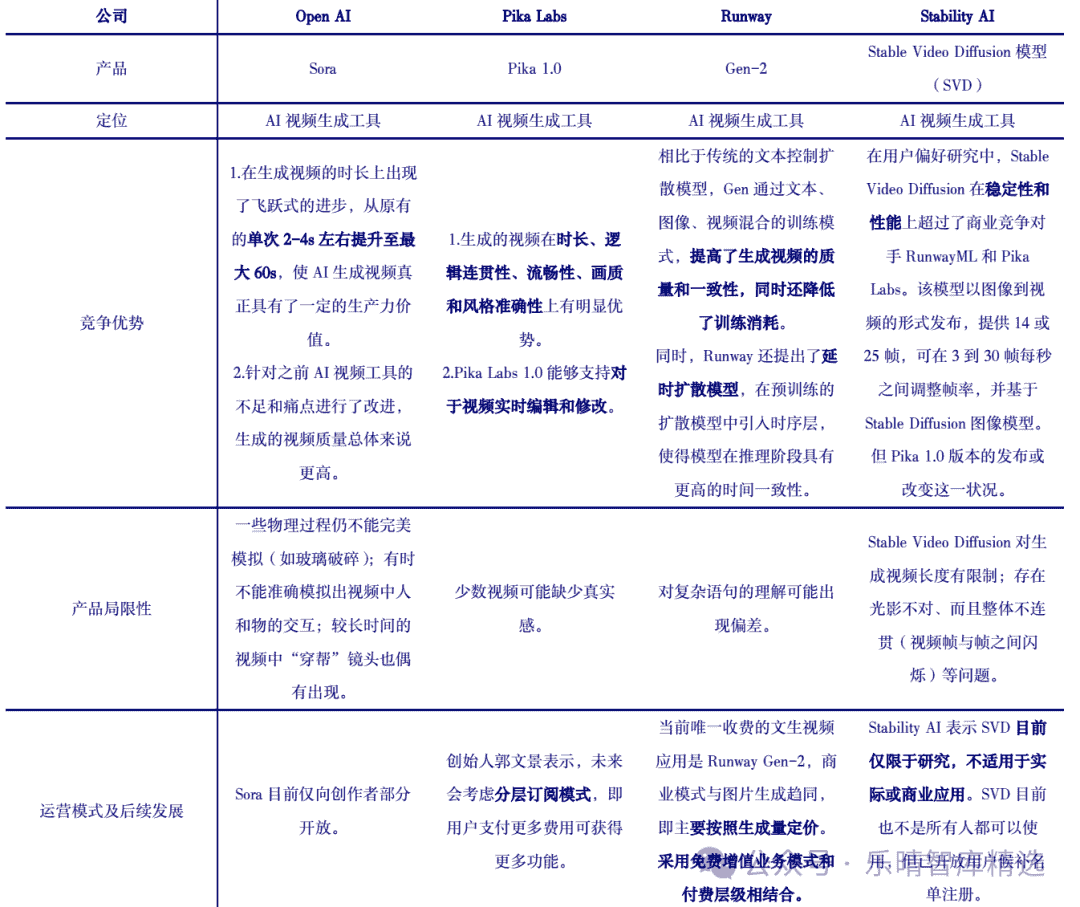 公司
Open AI
Pika Labs
Runway
Stability AI
产品
Sora
Pika 1.0
Gen-2
Stable Video Diffusion 模型
（SVD）
定位
AI 视频生成工具
AI 视频生成工具
AI 视频生成工具
AI 视频生成工具
竞争优势
1.在生成视频的时长上出现
了飞跃式的进步，从原有
的单次 2-4s 左右提升至最
大 60s，使 AI 生成视频真
正具有了一定的生产力价
值。
2.针对之前 AI 视频工具的
不足和痛点进行了改进，
生成的视频质量总体来说
更高。
1.生成的视频在时长、逻
辑连贯性、流畅性、画质
和风格准确性上有明显优
势。
2.Pika Labs 1.0 能够支持对
于视频实时编辑和修改。
相比于传统的文本控制扩
散模型，Gen 通过文本、
图像、视频混合的训练模
式，提高了生成视频的质
量和一致性，同时还降低
了训练消耗。
同时，Runway 还提出了延
时扩散模型，在预训练的
扩散模型中引入时序层，
使得模型在推理阶段具有
更高的时间一致性。
在用户偏好研究中，Stable
Video Diffusion 在稳定性和
性能上超过了商业竞争对
手 RunwayML 和 Pika
Labs。该模型以图像到视
频的形式发布，提供 14 或
25 帧，可在 3 到 30 帧每秒
之间调整帧率，并基于
Stable Diffusion 图像模型。
但 Pika 1.0 版本的发布或
改变这一状况。
产品局限性
一些物理过程仍不能完美
模拟（如玻璃破碎）；有时
不能准确模拟出视频中人
和物的交互；较长时间的
视频中“穿帮”镜头也偶
有出现。
少数视频可能缺少真实
感。
对复杂语句的理解可能出
现偏差。
Stable Video Diffusion 对生
成视频长度有限制；存在
光影不对、而且整体不连
贯（视频帧与帧之间闪
烁）等问题。
运营模式及后续发展
Sora 目前仅向创作者部分
开放。
创始人郭文景表示，未来
会考虑分层订阅模式，即
用户支付更多费用可获得
更多功能。
当前唯一收费的文生视频
应用是 Runway Gen-2，商
业模式与图片生成趋同，
即主要按照生成量定价。
采用免费增值业务模式和
付费层级相结合。
Stability AI 表示 SVD 目前
仅限于研究，不适用于实
际或商业应用。SVD 目前
也不是所有人都可以使
用，但已开放用户候补名
单注册。
公众号 · 乐晴智库精选